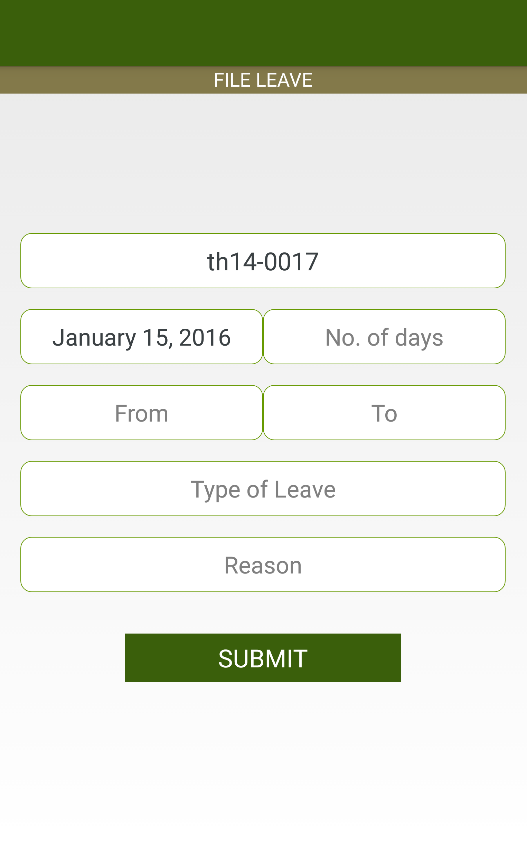 FILE LEAVE
th14-0017
January 15, 2016 No. of days
From To
Type of Leave
Reason
SUBMIT